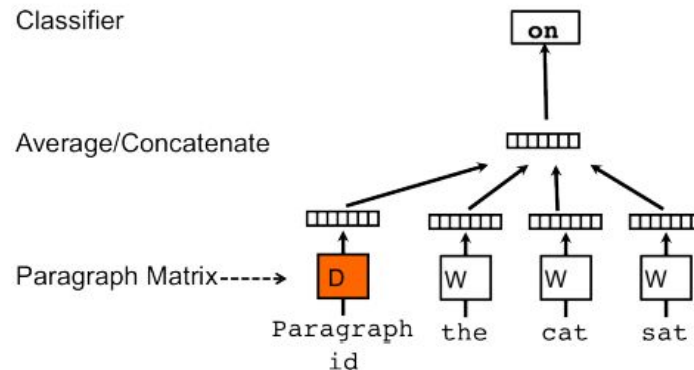 Classifier
on
Average/Concatenate
Paragraph Matrix
D
W
W
W
Paragraph
id
the
cat
sat